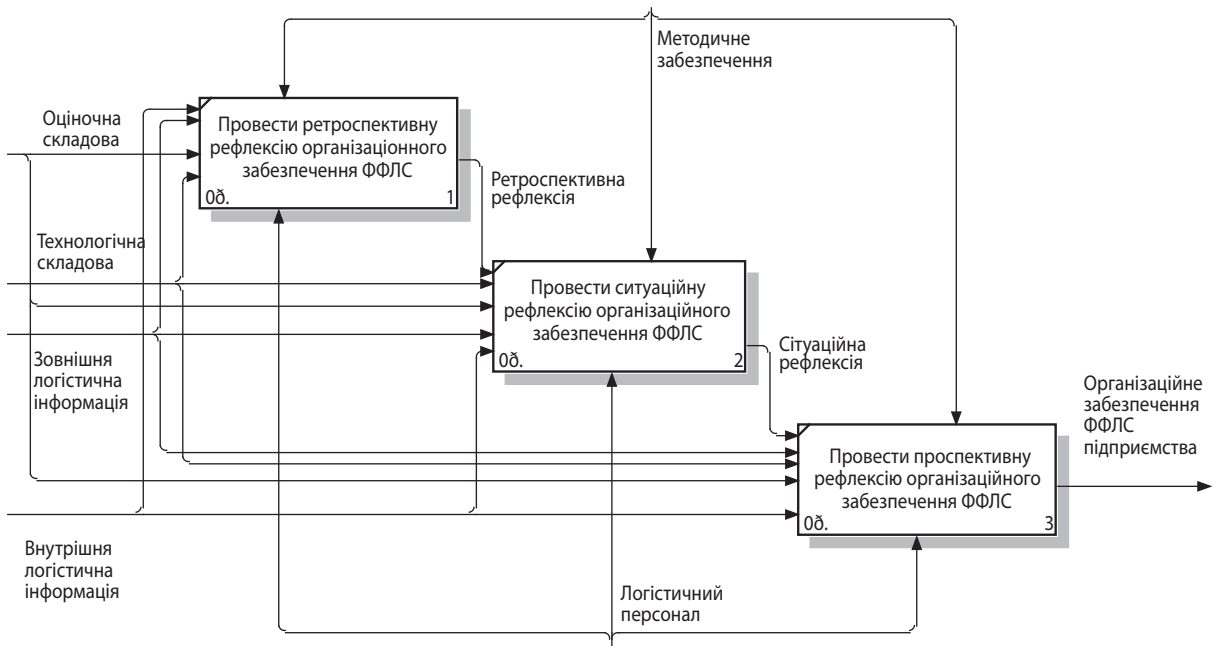 Методичне
забезпечення
Оціночна
складова
Провести ретроспективну
рефлексію організаціонного
забезпечення ФФЛС
0ð.
1
Ретроспективна
рефлексія
Технологічна
складова
Провести ситуаційну
рефлексію організаційного
забезпечення ФФЛС
0ð.
2
Сітуаційна
рефлексія
Зовнішня
логістична
інформація
Організаційне
забезпечення
ФФЛС
підприємства
Провести проспективну
рефлексію організаційного
забезпечення ФФЛС
0ð.
3
Внутрішня
логістична
інформація
Логістичний
персонал